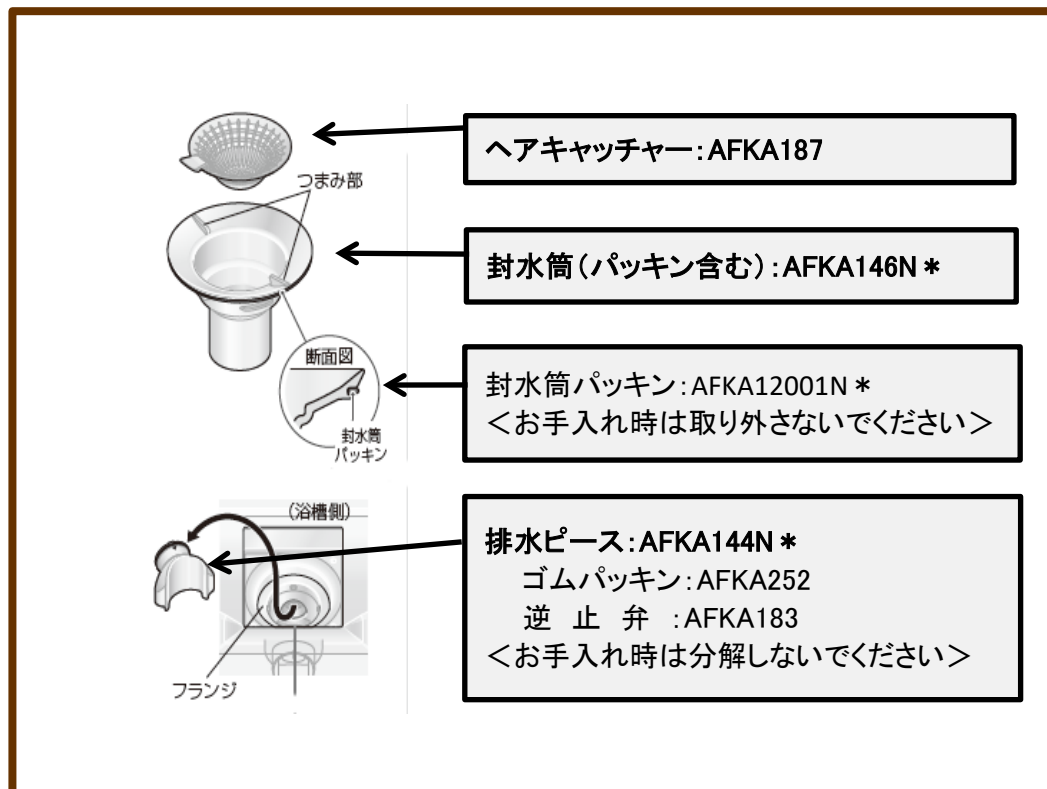 ヘアキャッチャー：AFKA187
つまみ部
封水筒（パッキン含む）：AFKA146N＊
断面図
封水筒
パッキン
封水筒パッキン：AFKA12001N＊
＜お手入れ時は取り外さないでください＞
（浴槽側）
フランジ
排水ピース：AFKA144N＊
ゴムパッキン：AFKA252
逆　止　弁　：AFKA183
＜お手入れ時は分解しないでください＞